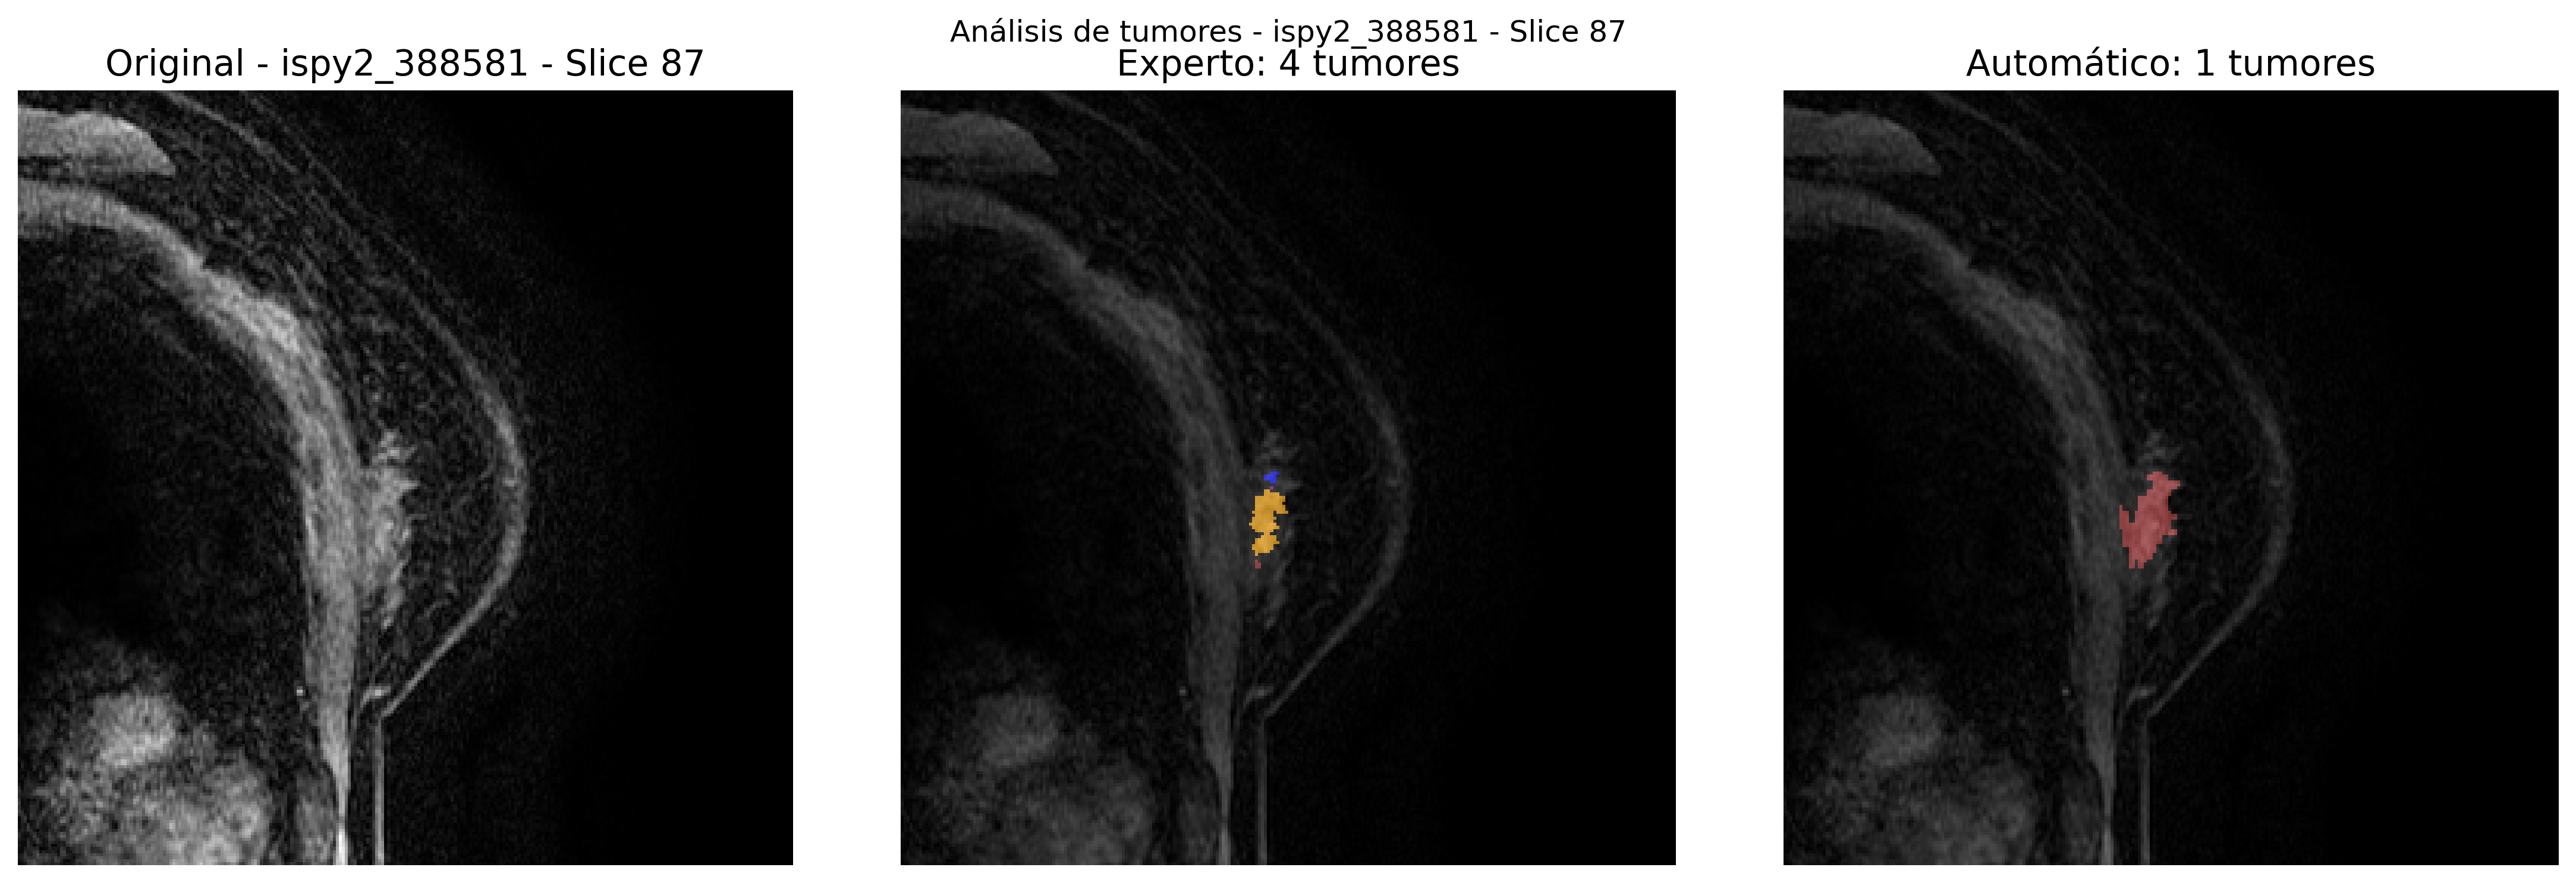 Análisis de tumores - ispy2_388581 - Slice 87
Original - ispy2_388581 - Slice 87
Experto: 4 tumores
Automático: 1 tumores